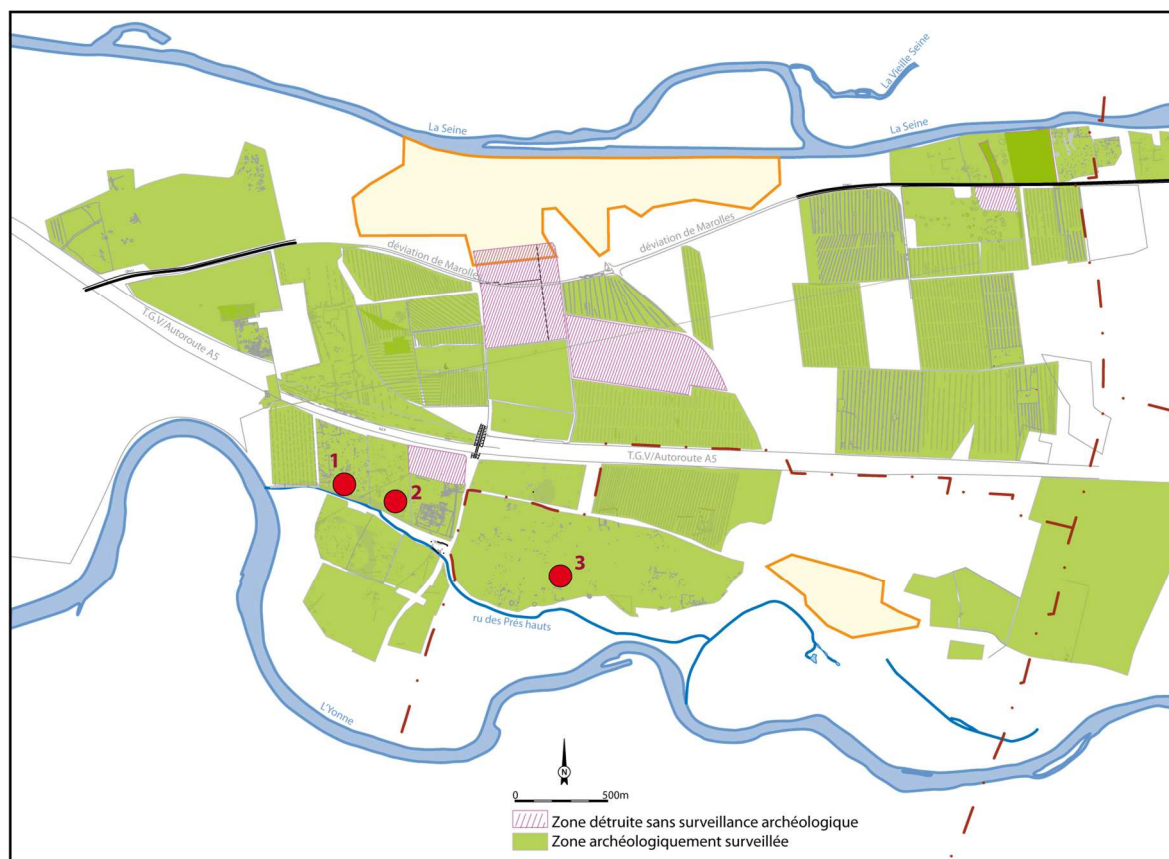 La Vieille Seine
La Seine
La Seine
déviation de Marolles
déviation de Marolles
T.G.V/Autoroute A5
T.G.V/Autoroute A5
1
2
3
ru des Prés hauts
L'Yonne
N
0 500m
Zone détruite sans surveillance archéologique
Zone archéologiquement surveillée